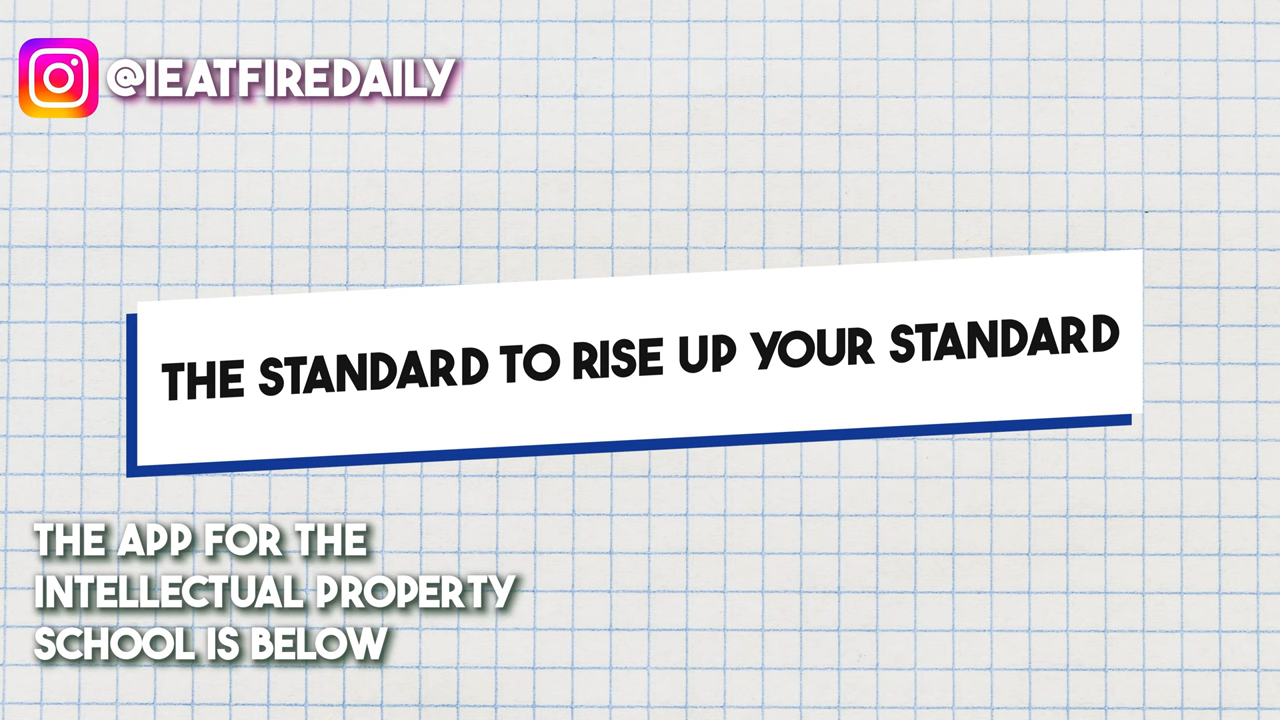 @IEATFIREDAILY
THE STANDARD TO RISE UP YOUR STANDARD
THE APP FOR THE
INTELLECTUAL PROPERTY
SCHOOL IS BELOW